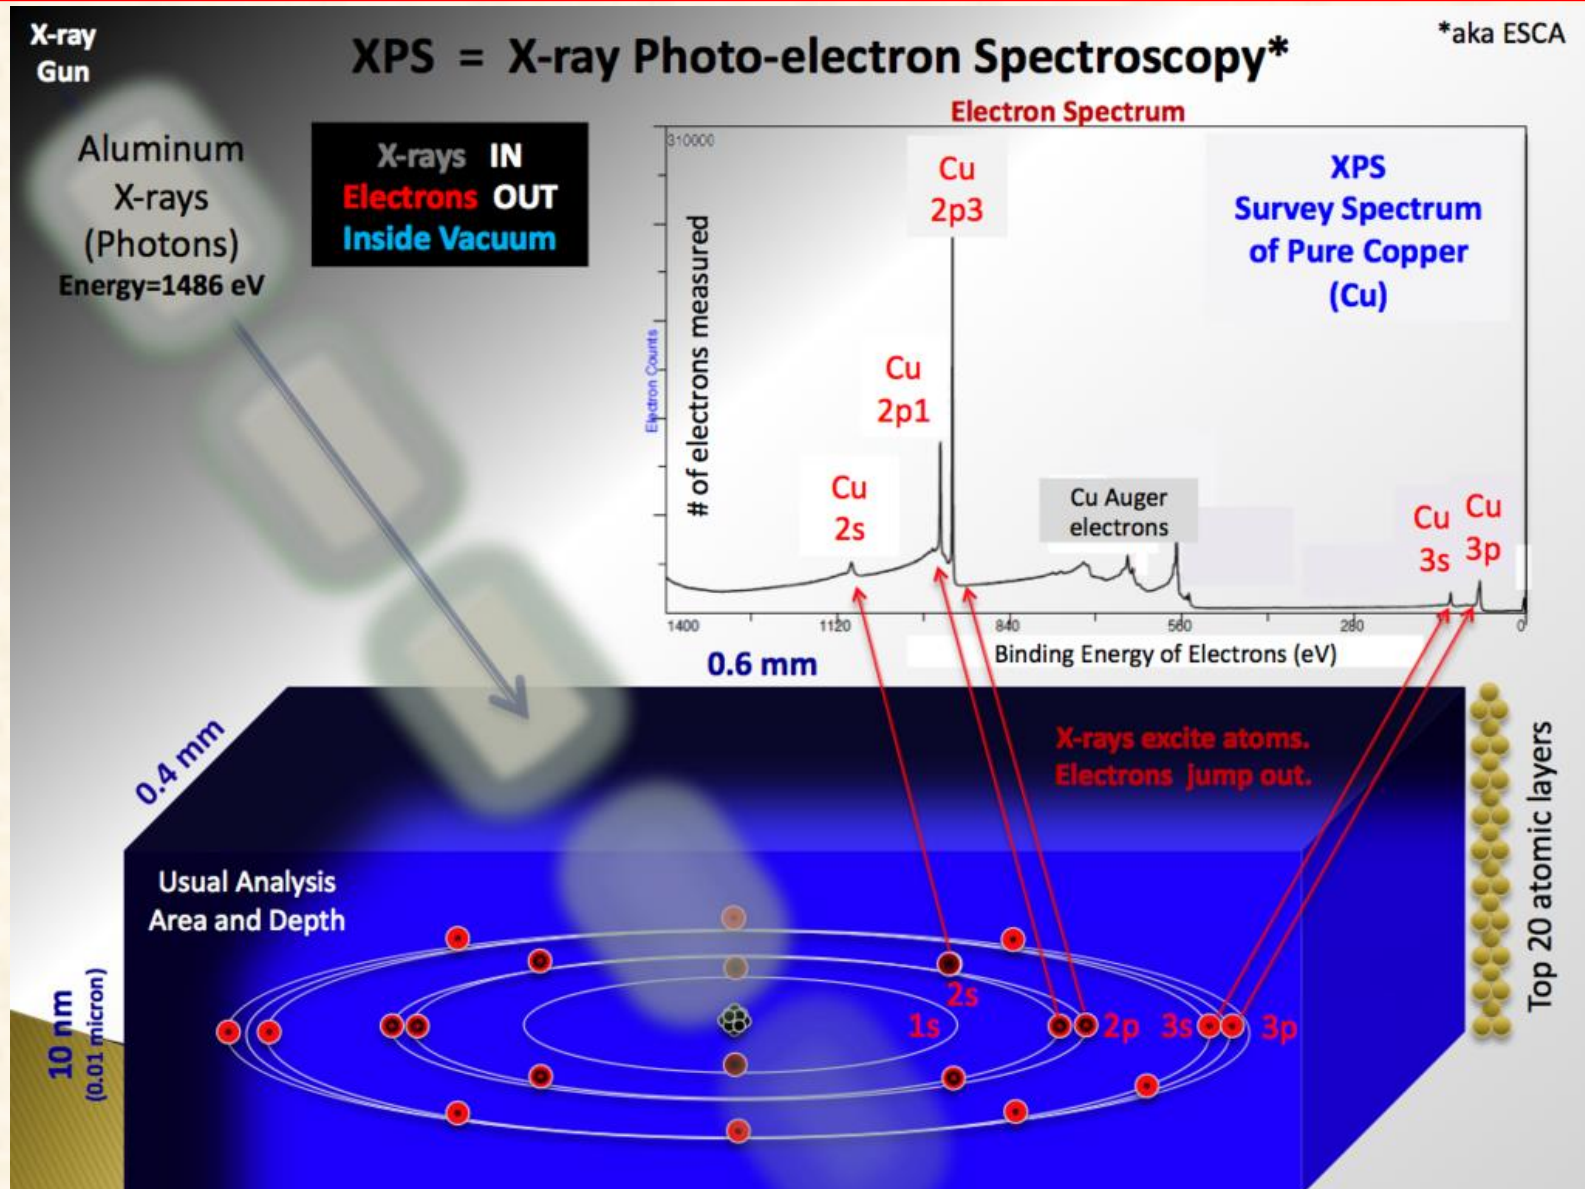 X-ray
Gun
XPS = X-ray Photo-electron Spectroscopy*
*aka ESCA
Aluminum
X-rays
(Photons)
Energy=1486 eV
X-rays IN
Electrons OUT
Inside Vacuum
Electron Spectrum
310000
Electron Counts
# of electrons measured
Cu
2p3
XPS
Survey Spectrum
of Pure Copper
(Cu)
Cu
2p1
Cu
2s
Cu Auger
electrons
Cu
3s
Cu
3p
1400 1120 840 560 280 0
Binding Energy of Electrons (eV)
0.6 mm
0.4 mm
X-rays excite atoms.
Electrons jump out.
Top 20 atomic layers
Usual Analysis
Area and Depth
10 nm
(0.01 micron)
2s
1s
2p
3s
3p